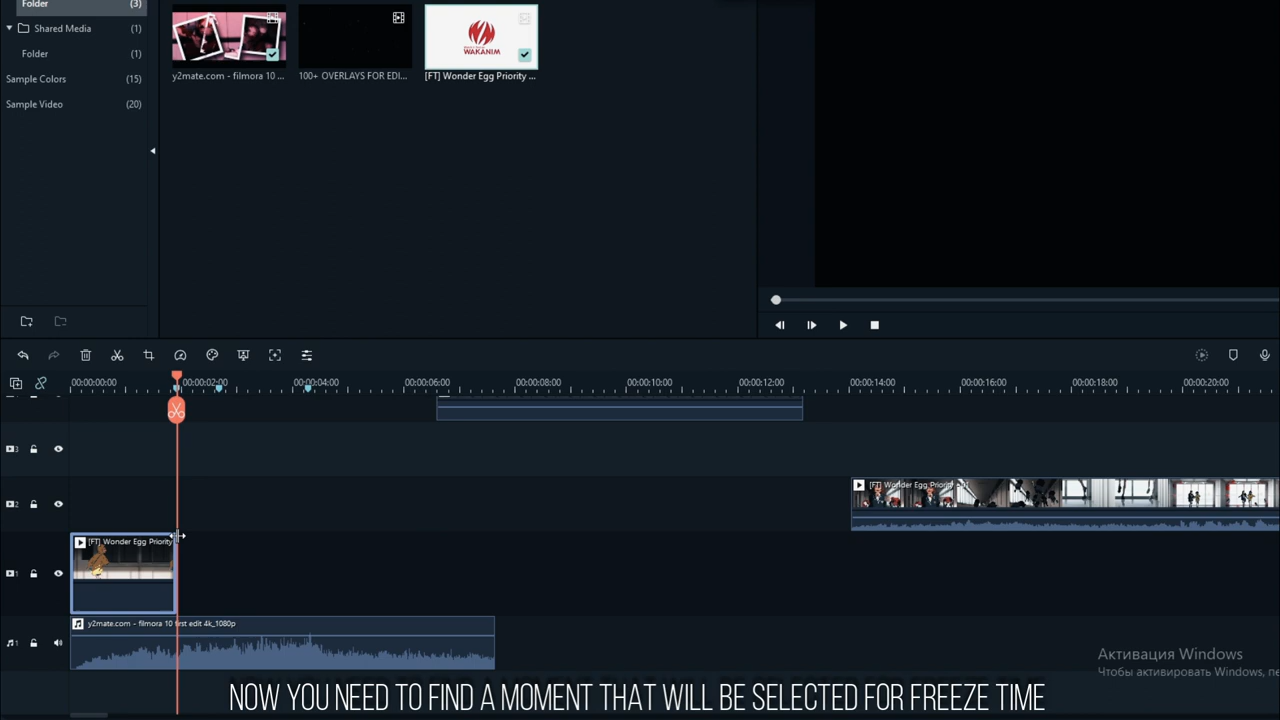 Folder (3)
Shared Media (1)
Folder (1)
Sample Colors (15)
Sample Video (20)
WAKANIM
y2mate.com - filmora 10 ...
100+ OVERLAYS FOR EDI...
[FT] Wonder Egg Priority ...
00:00:00:00 00:00:02:00 00:00:04:00 00:00:06:00 00:00:08:00 00:00:10:00 00:00:12:00 00:00:14:00 00:00:16:00 00:00:18:00 00:00:20:00
3
2
[FT] Wonder Egg Priority - 01
1
[FT] Wonder Egg Priority
1
y2mate.com - filmora 10 first edit 4k_1080p
Активация Windows
Чтобы активировать Windows, пе
NOW YOU NEED TO FIND A MOMENT THAT WILL BE SELECTED FOR FREEZE TIME